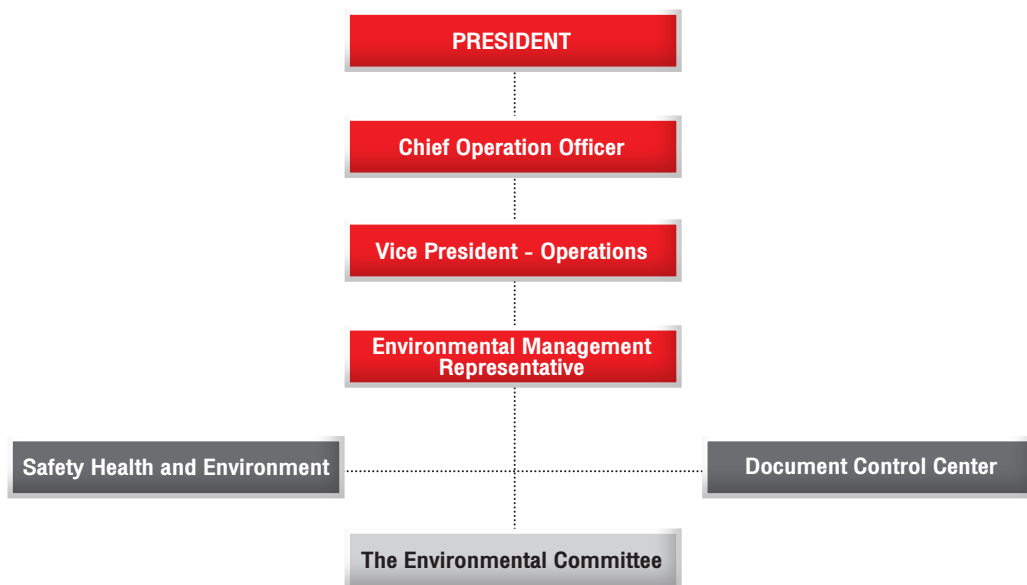 PRESIDENT
Chief Operation Officer
Vice President - Operations
Environmental Management
Representative
Safety Health and Environment
Document Control Center
The Environmental Committee